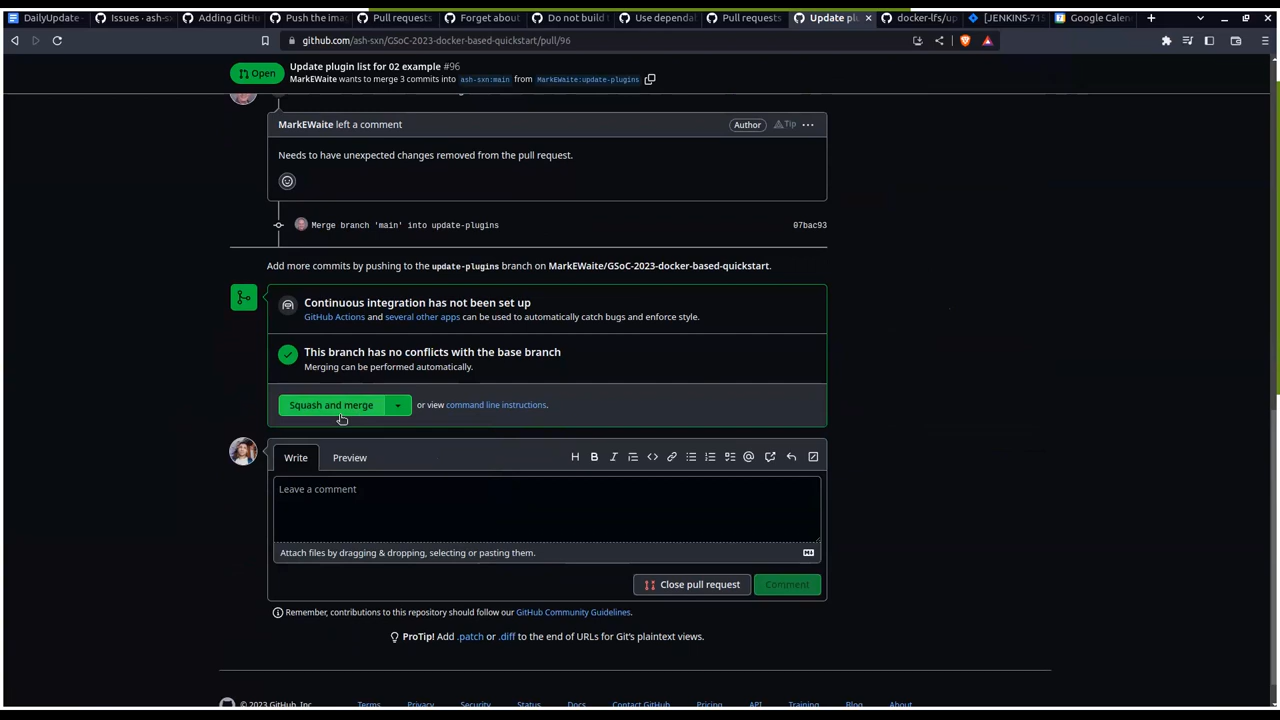 DailyUpdate
Issues · ash-s
Adding GitHu
Push the ima
Pull requests
Forget about
Do not build
Use dependa
Pull requests
Update pl
docker-lfs/up
[JENKINS-715
Google Calen
github.com/ash-sxn/GSoC-2023-docker-based-quickstart/pull/96
Open
Update plugin list for 02 example #96
MarkEWaite wants to merge 3 commits into ash-sxn:main from MarkEWaite:update-plugins
MarkEWaite left a comment
Author
Tip
Needs to have unexpected changes removed from the pull request.
Merge branch 'main' into update-plugins
07bac93
Add more commits by pushing to the update-plugins branch on MarkEWaite/GSoC-2023-docker-based-quickstart.
Continuous integration has not been set up
GitHub Actions and several other apps can be used to automatically catch bugs and enforce style.
This branch has no conflicts with the base branch
Merging can be performed automatically.
Squash and merge
or view command line instructions.
Write
Preview
Leave a comment
Attach files by dragging & dropping, selecting or pasting them.
Close pull request
Comment
Remember, contributions to this repository should follow our GitHub Community Guidelines.
ProTip! Add .patch or .diff to the end of URLs for Git's plaintext views.
© 2023 GitHub, Inc.
Terms
Privacy
Security
Status
Docs
Contact GitHub
Pricing
API
Training
Blog
About